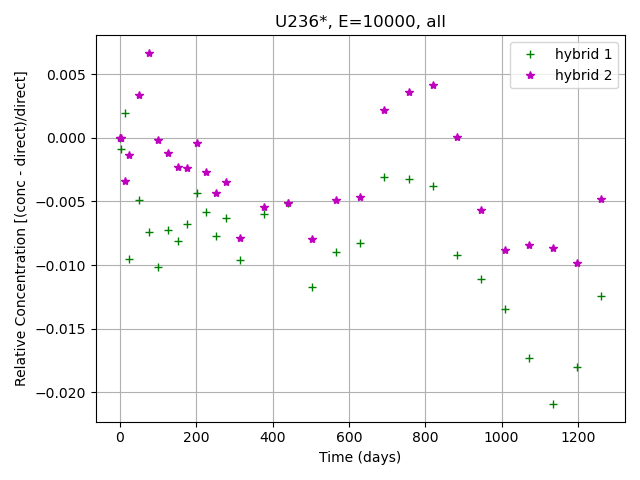 U236*, E=10000, all
hybrid 1
hybrid 2
0.005
0.000
−0.005
−0.010
−0.015
−0.020
Relative Concentration [(conc - direct)/direct]
0 200 400 600 800 1000 1200
Time (days)